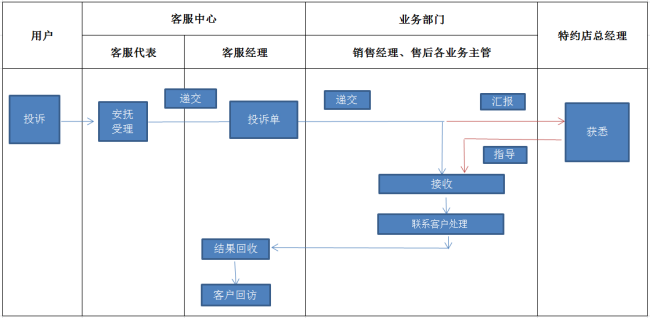 用户
客服中心
客服代表
客服经理
业务部门
销售经理、售后各业务主管
特约店总经理
投诉
安抚
受理
递交
投诉单
递交
汇报
获悉
指导
接收
联系客户处理
结果回收
客户回访